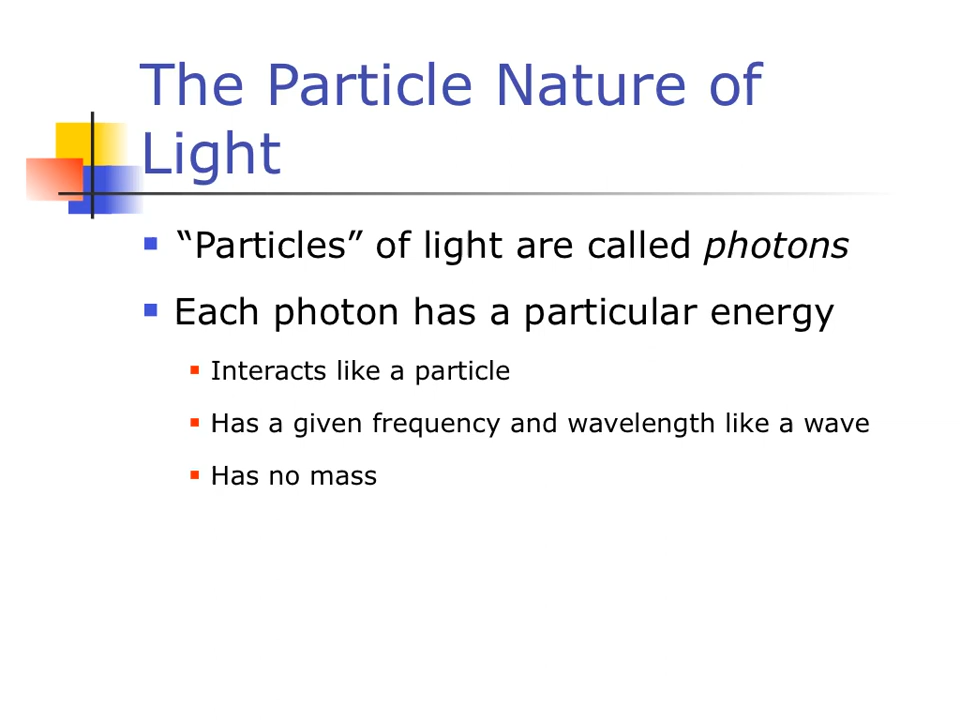 The Particle Nature of
Light
“Particles” of light are called photons
Each photon has a particular energy
Interacts like a particle
Has a given frequency and wavelength like a wave
Has no mass